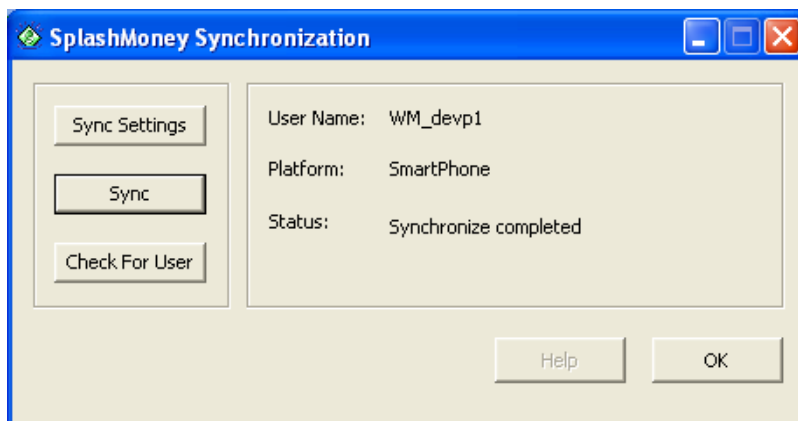 SplashMoney Synchronization
Sync Settings
Sync
Check For User
User Name: WM_devp1
Platform: SmartPhone
Status: Synchronize completed
Help
OK